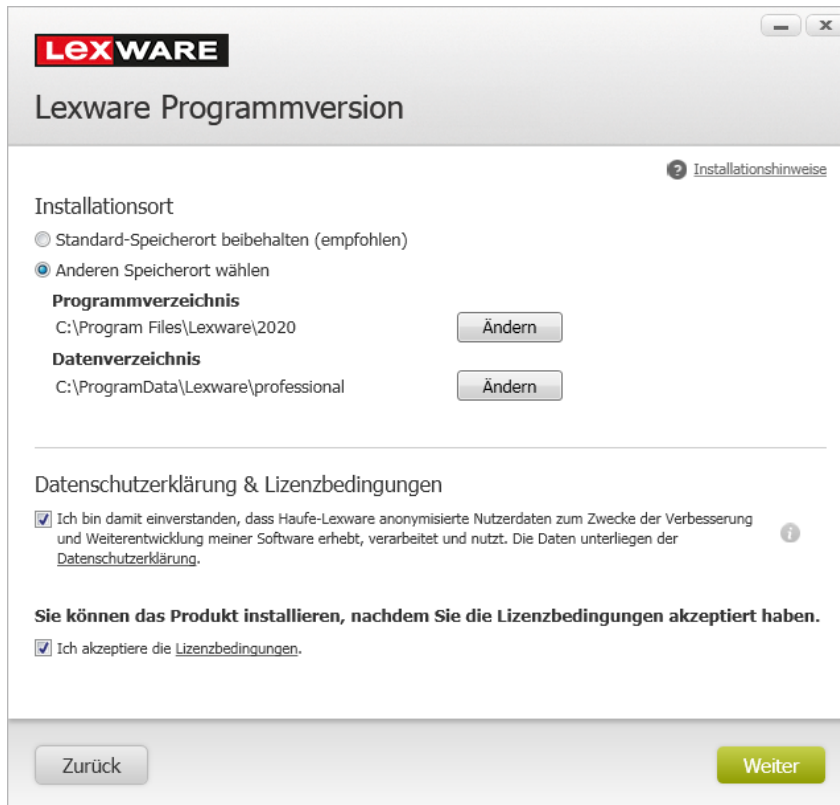 LEXWARE
Lexware Programmversion
? Installationshinweise
Installationsort
Standard-Speicherort beibehalten (empfohlen)
Anderen Speicherort wählen
Programmverzeichnis
C:\Program Files\Lexware\2020 Ändern
Datenverzeichnis
C:\ProgramData\Lexware\professional Ändern
Datenschutzerklärung & Lizenzbedingungen
Ich bin damit einverstanden, dass Haufe-Lexware anonymisierte Nutzerdaten zum Zwecke der Verbesserung
und Weiterentwicklung meiner Software erhebt, verarbeitet und nutzt. Die Daten unterliegen der
Datenschutzerklärung.
Sie können das Produkt installieren, nachdem Sie die Lizenzbedingungen akzeptiert haben.
Ich akzeptiere die Lizenzbedingungen.
Zurück Weiter